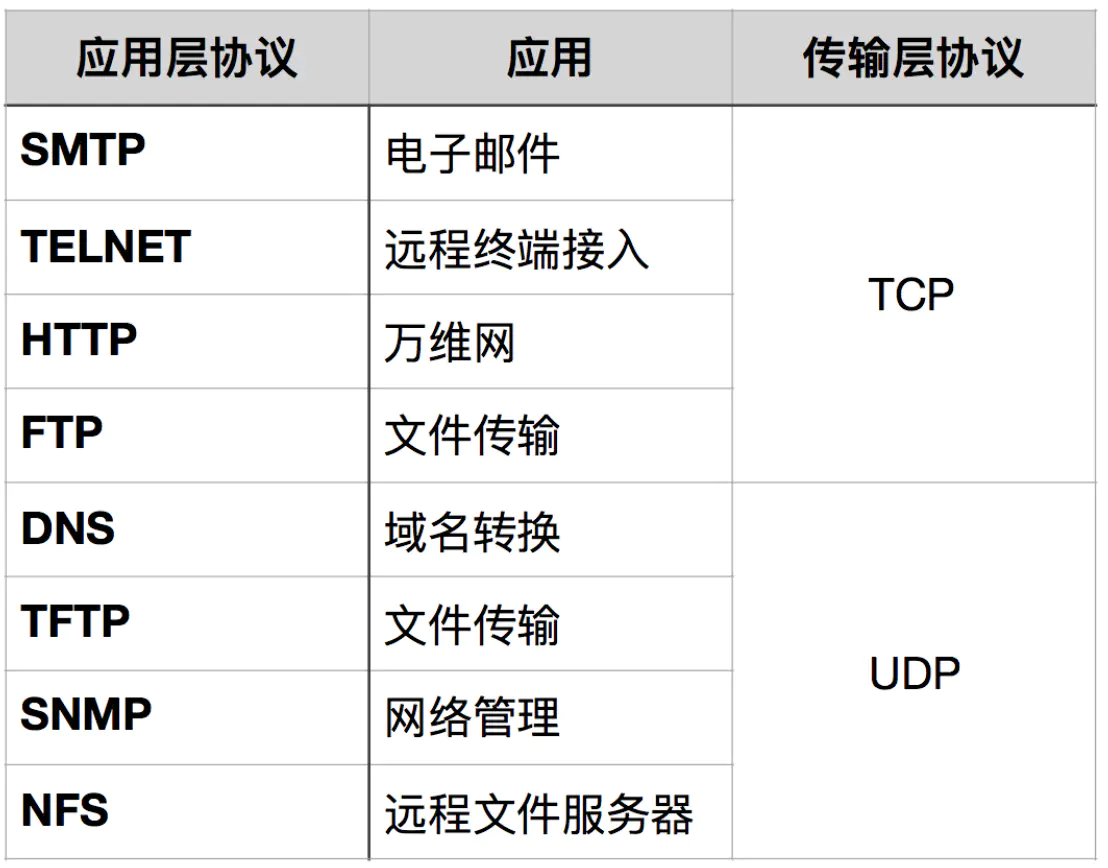 应用层协议 应用 传输层协议
SMTP 电子邮件
TELNET 远程终端接入
TCP
HTTP 万维网
FTP 文件传输
DNS 域名转换
TFTP 文件传输
UDP
SNMP 网络管理
NFS 远程文件服务器